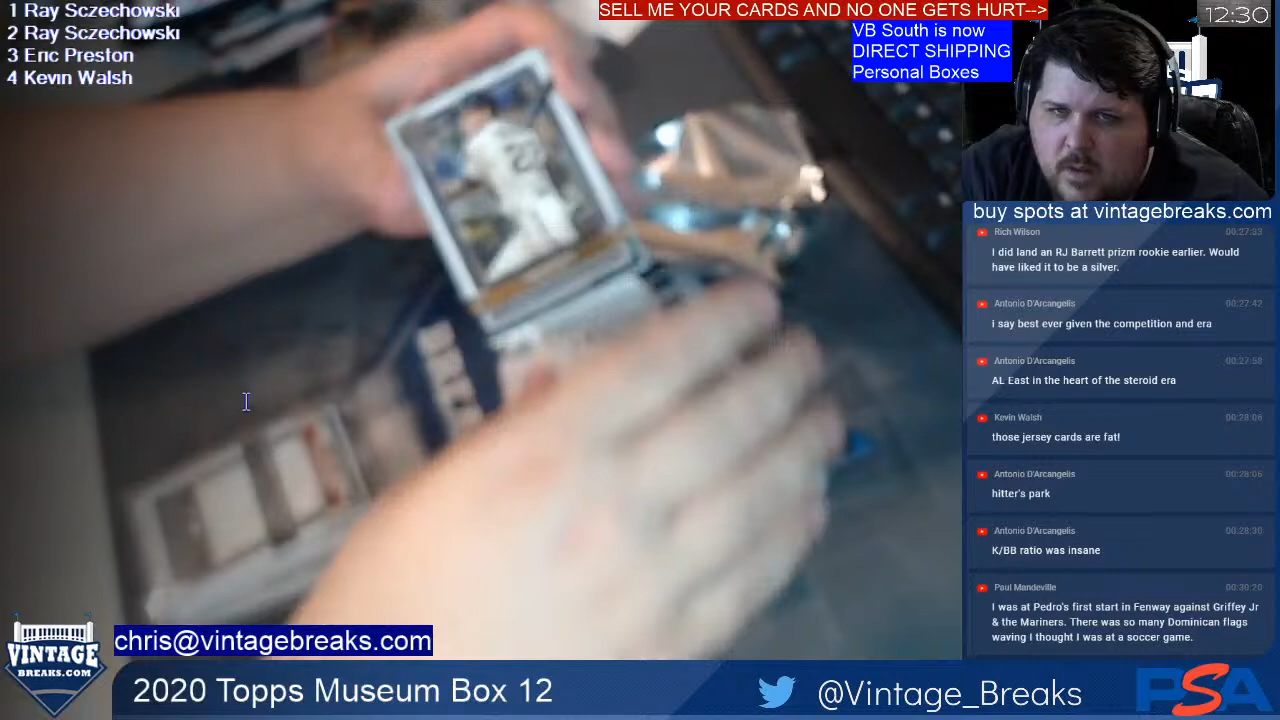 1 Ray Sczechowski
2 Ray Sczechowski
3 Eric Preston
4 Kevin Walsh
SELL ME YOUR CARDS AND NO ONE GETS HURT-->
VB South is now
DIRECT SHIPPING
Personal Boxes
12:30
buy spots at vintagebreaks.com
Rich Wilson 00:27:33
I did land an RJ Barrett prizm rookie earlier. Would
have liked it to be a silver.
Antonio D'Arcangelis 00:27:42
i say best ever given the competition and era
Antonio D'Arcangelis 00:27:58
AL East in the heart of the steroid era
Kevin Walsh 00:28:06
those jersey cards are fat!
Antonio D'Arcangelis 00:28:06
hitter's park
Antonio D'Arcangelis 00:28:30
K/BB ratio was insane
Paul Mandeville 00:30:20
I was at Pedro's first start in Fenway against Griffey Jr
& the Mariners. There was so many Dominican flags
waving I thought I was at a soccer game.
VINTAGE
BREAKS.COM
chris@vintagebreaks.com
2020 Topps Museum Box 12
@Vintage_Breaks
PSA